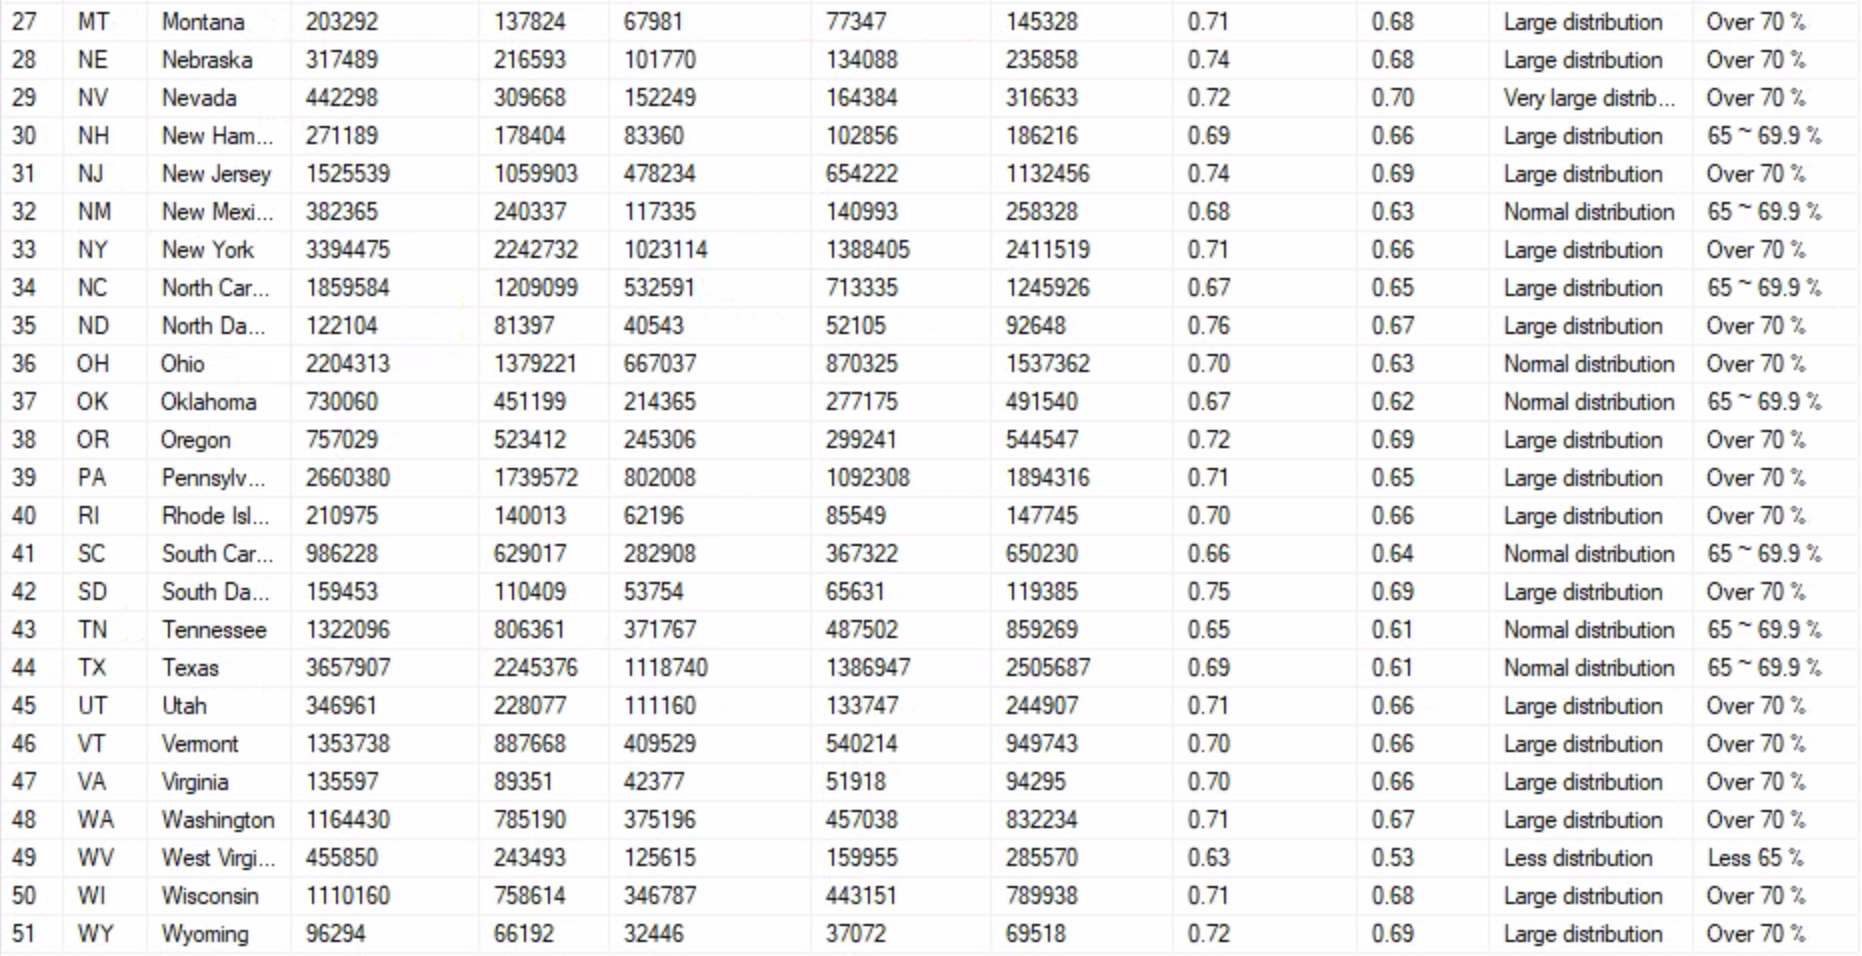 27 MT Montana 203292 137824 67981 77347 145328 0.71 0.68 Large distribution Over 70 %
28 NE Nebraska 317489 216593 101770 134088 235858 0.74 0.68 Large distribution Over 70 %
29 NV Nevada 442298 309668 152249 164384 316633 0.72 0.70 Very large distrib... Over 70 %
30 NH New Ham... 271189 178404 83360 102856 186216 0.69 0.66 Large distribution 65 ~ 69.9 %
31 NJ New Jersey 1525539 1059903 478234 654222 1132456 0.74 0.69 Large distribution Over 70 %
32 NM New Mexi... 382365 240337 117335 140993 258328 0.68 0.63 Normal distribution 65 ~ 69.9 %
33 NY New York 3394475 2242732 1023114 1388405 2411519 0.71 0.66 Large distribution Over 70 %
34 NC North Car... 1859584 1209099 532591 713335 1245926 0.67 0.65 Large distribution 65 ~ 69.9 %
35 ND North Da... 122104 81397 40543 52105 92648 0.76 0.67 Large distribution Over 70 %
36 OH Ohio 2204313 1379221 667037 870325 1537362 0.70 0.63 Normal distribution Over 70 %
37 OK Oklahoma 730060 451199 214365 277175 491540 0.67 0.62 Normal distribution 65 ~ 69.9 %
38 OR Oregon 757029 523412 245306 299241 544547 0.72 0.69 Large distribution Over 70 %
39 PA Pennsylv... 2660380 1739572 802008 1092308 1894316 0.71 0.65 Large distribution Over 70 %
40 RI Rhode Isl... 210975 140013 62196 85549 147745 0.70 0.66 Large distribution Over 70 %
41 SC South Car... 986228 629017 282908 367322 650230 0.66 0.64 Normal distribution 65 ~ 69.9 %
42 SD South Da... 159453 110409 53754 65631 119385 0.75 0.69 Large distribution Over 70 %
43 TN Tennessee 1322096 806361 371767 487502 859269 0.65 0.61 Normal distribution 65 ~ 69.9 %
44 TX Texas 3657907 2245376 1118740 1386947 2505687 0.69 0.61 Normal distribution 65 ~ 69.9 %
45 UT Utah 346961 228077 111160 133747 244907 0.71 0.66 Large distribution Over 70 %
46 VT Vermont 1353738 887668 409529 540214 949743 0.70 0.66 Large distribution Over 70 %
47 VA Virginia 135597 89351 42377 51918 94295 0.70 0.66 Large distribution Over 70 %
48 WA Washington 1164430 785190 375196 457038 832234 0.71 0.67 Large distribution Over 70 %
49 WV West Virgi... 455850 243493 125615 159955 285570 0.63 0.53 Less distribution Less 65 %
50 WI Wisconsin 1110160 758614 346787 443151 789938 0.71 0.68 Large distribution Over 70 %
51 WY Wyoming 96294 66192 32446 37072 69518 0.72 0.69 Large distribution Over 70 %